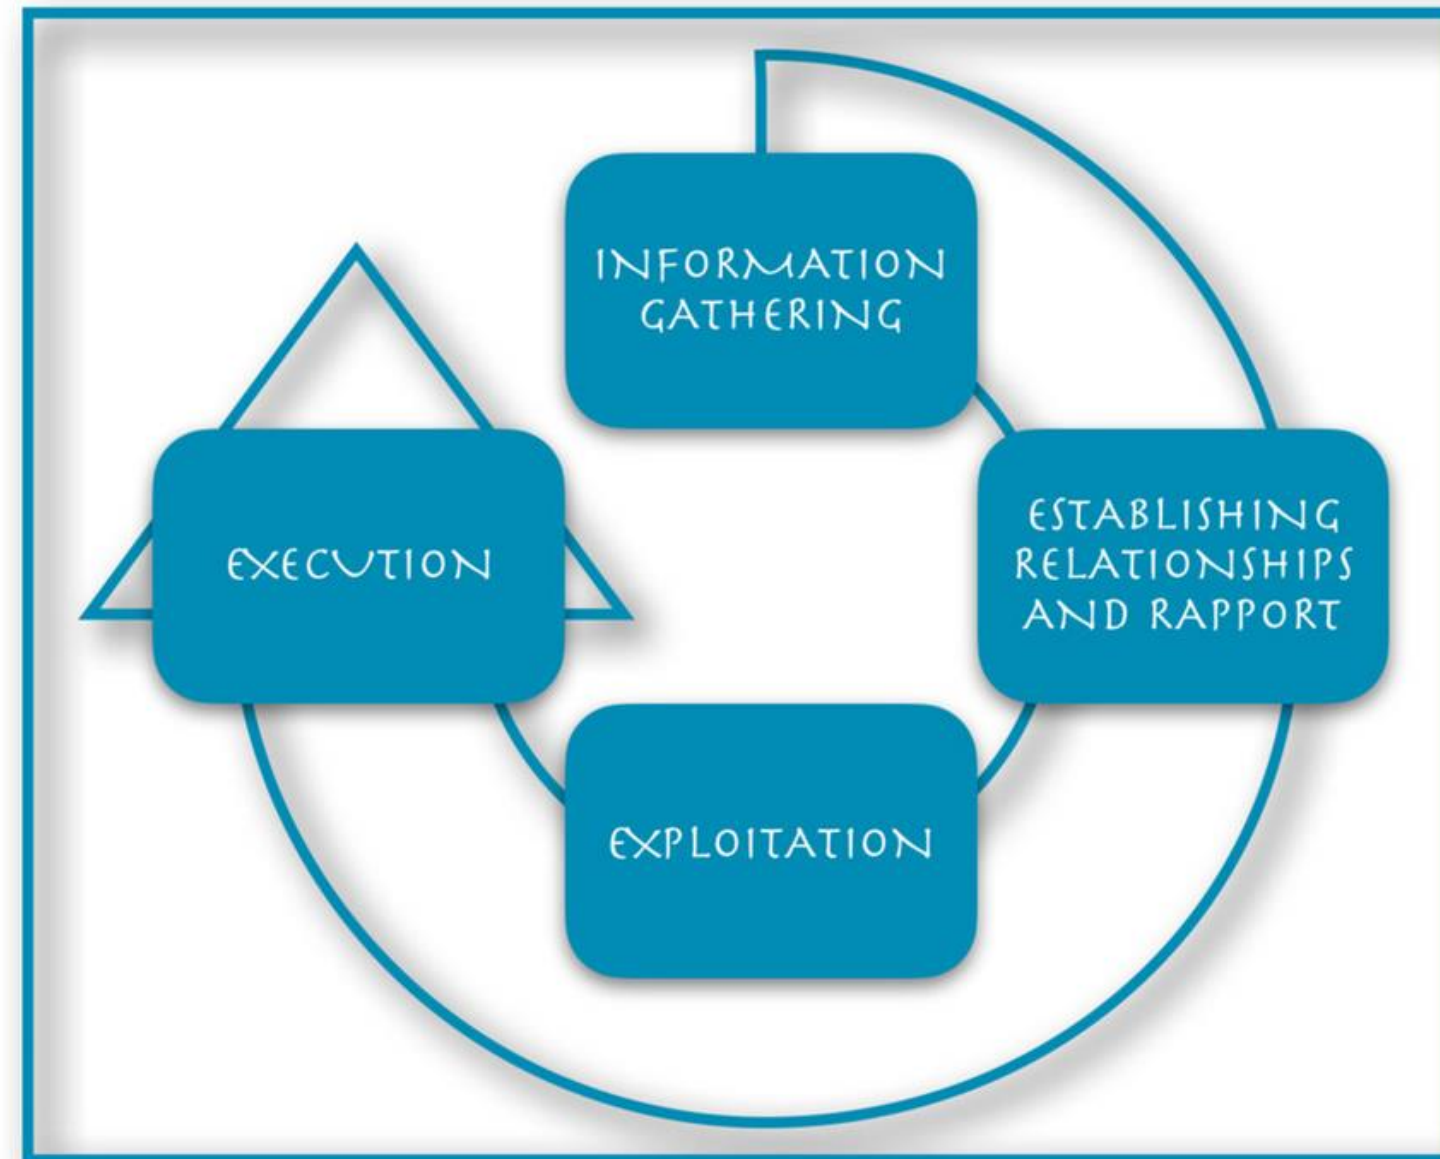 INFORMATION
GATHERING
ESTABLISHING
RELATIONSHIPS
AND RAPPORT
EXPLOITATION
EXECUTION